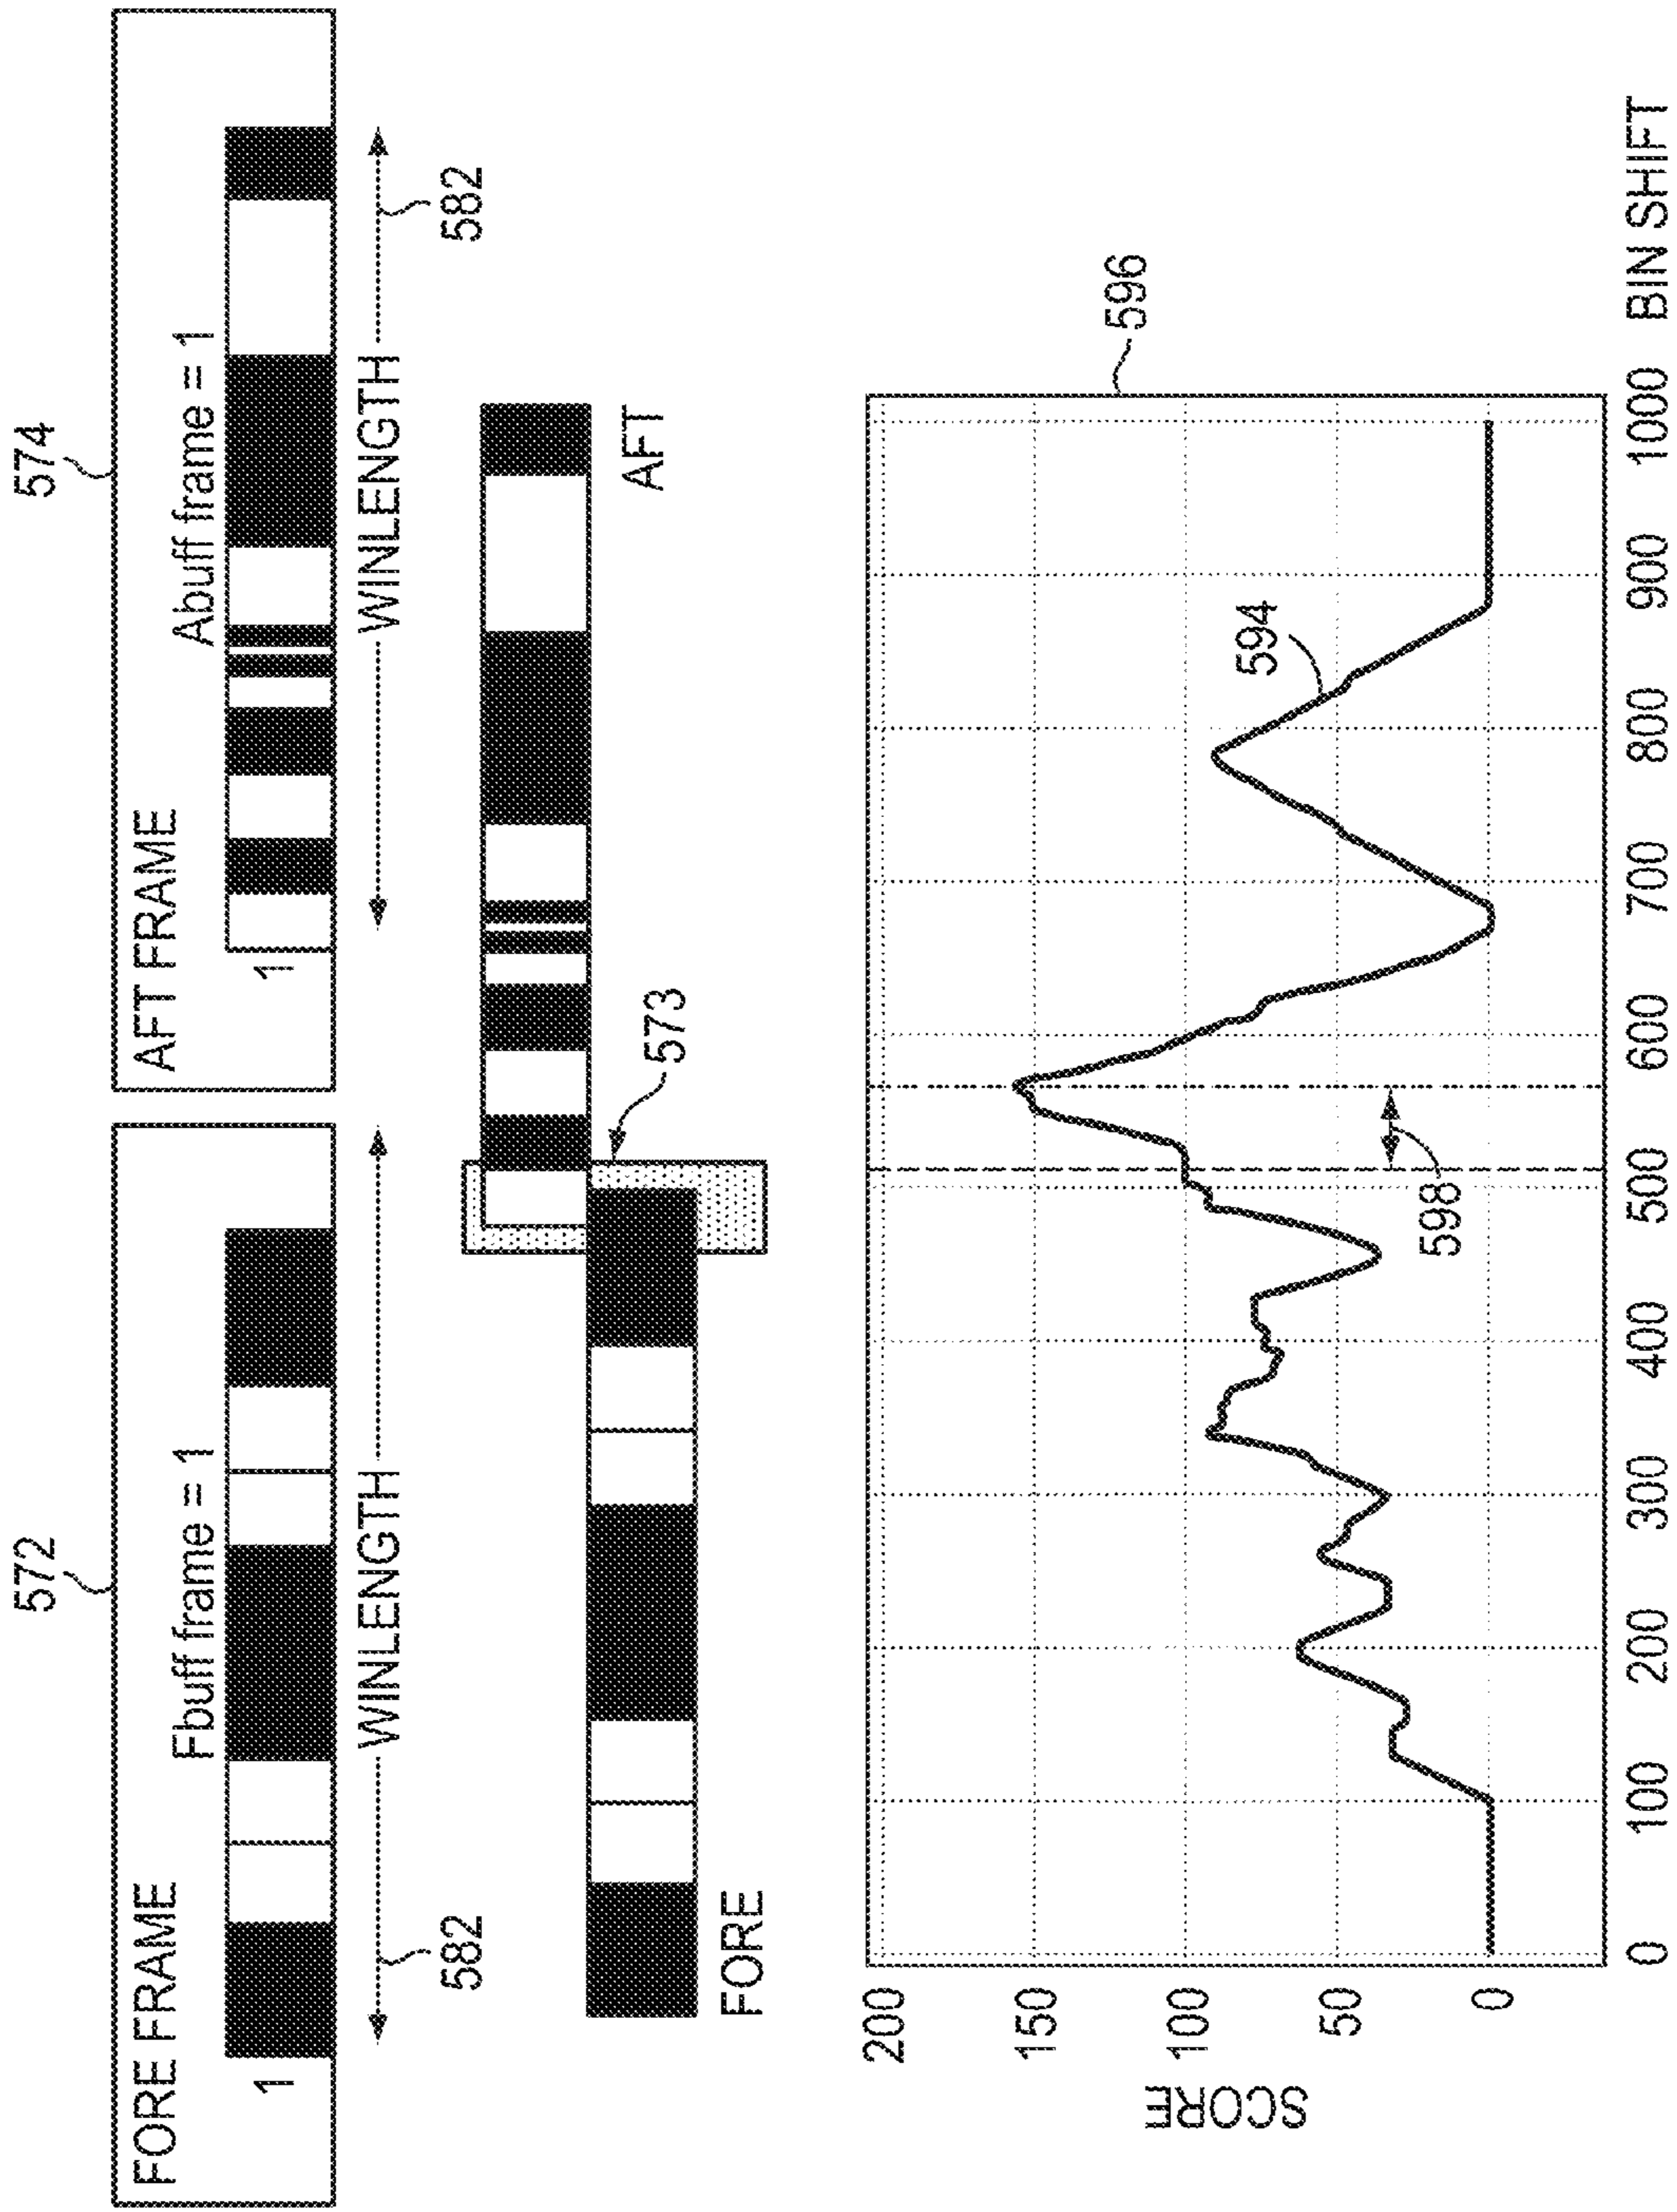 572
574
FORE FRAME
Fbuff frame = 1
1
AFT FRAME
Abuff frame = 1
1
WINLENGTH
WINLENGTH
582
582
573
FORE
AFT
596
594
598
SCORE
200
150
100
50
0
0 100 200 300 400 500 600 700 800 900 1000 BIN SHIFT